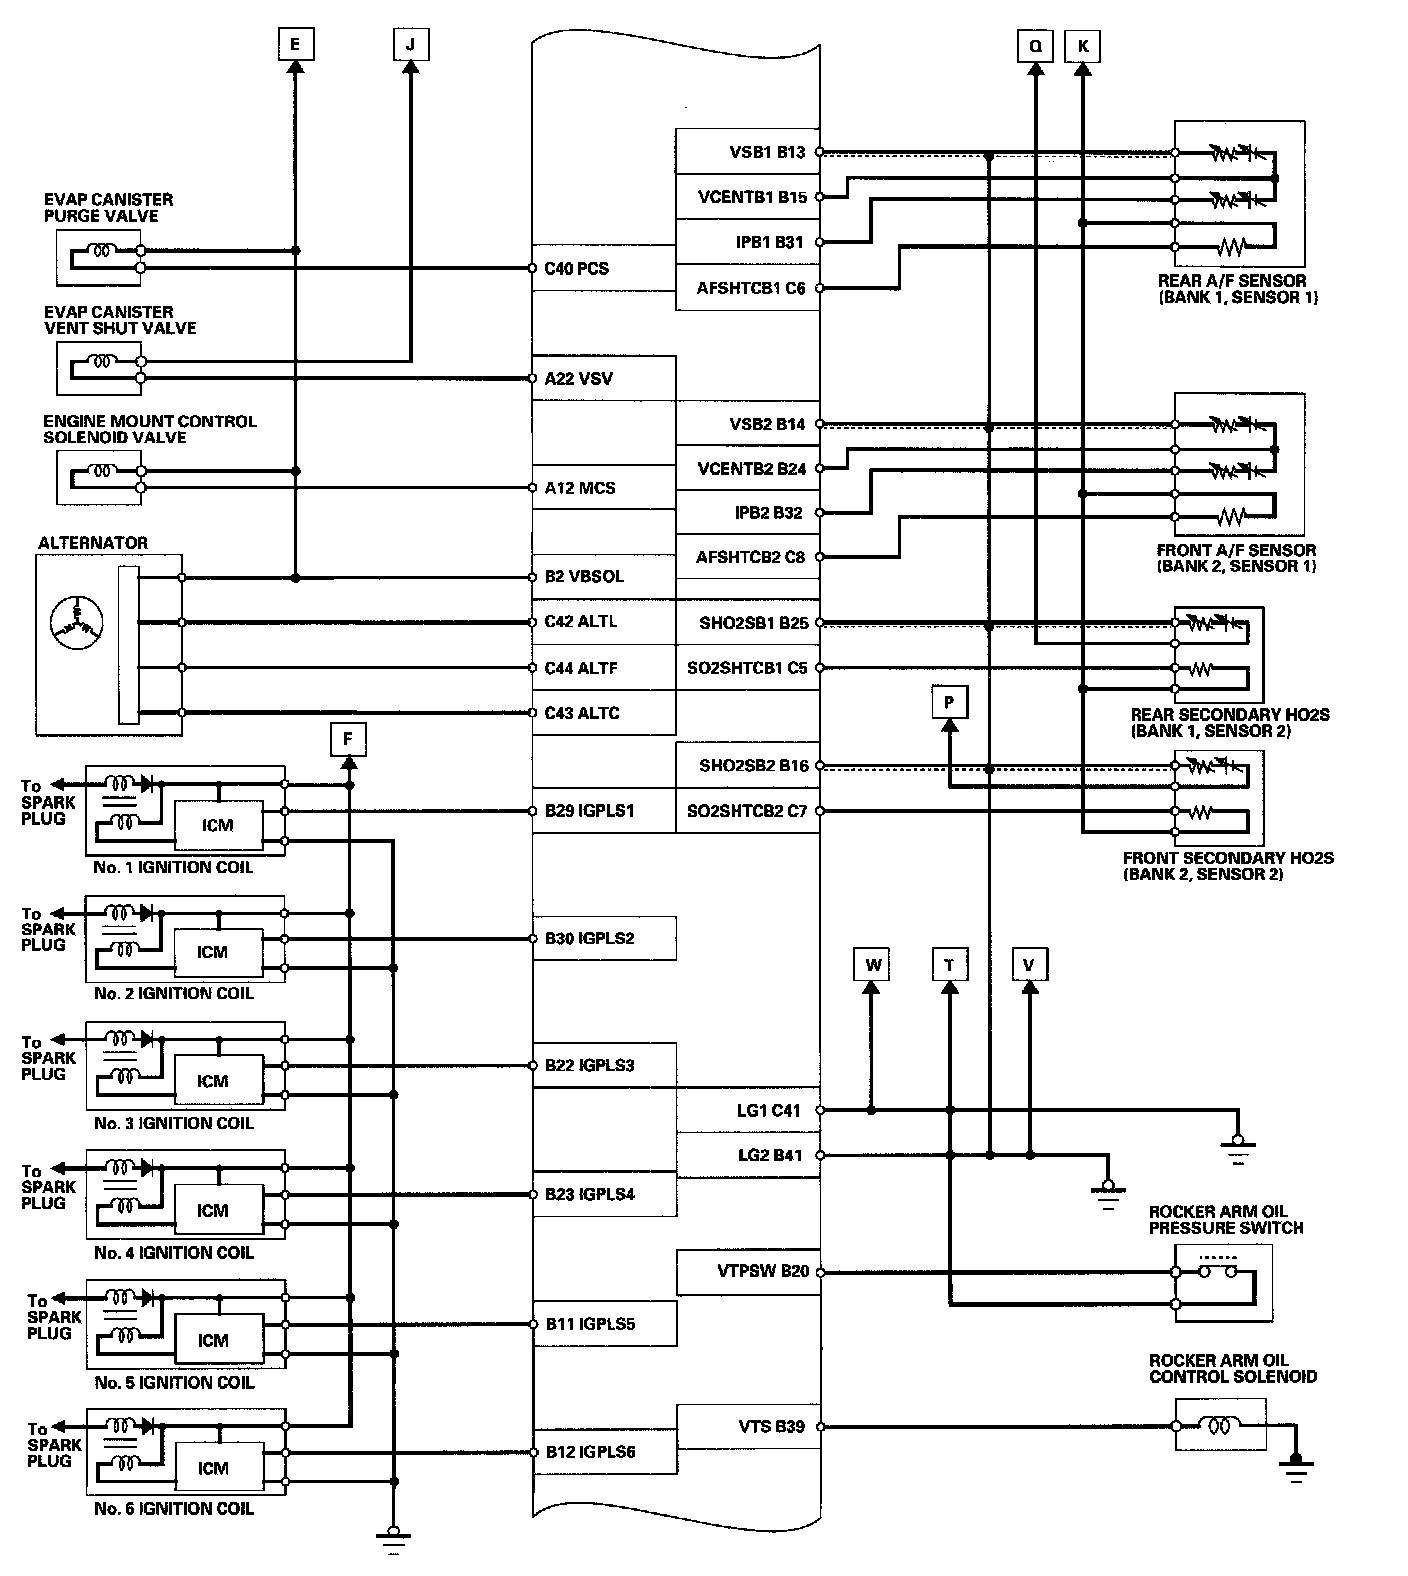 E
J
Q
K
EVAP CANISTER
PURGE VALVE
EVAP CANISTER
VENT SHUT VALVE
ENGINE MOUNT CONTROL
SOLENOID VALVE
ALTERNATOR
F
To
SPARK
PLUG
ICM
No. 1 IGNITION COIL
To
SPARK
PLUG
ICM
No. 2 IGNITION COIL
To
SPARK
PLUG
ICM
No. 3 IGNITION COIL
To
SPARK
PLUG
ICM
No. 4 IGNITION COIL
To
SPARK
PLUG
ICM
No. 5 IGNITION COIL
To
SPARK
PLUG
ICM
No. 6 IGNITION COIL
C40 PCS
A22 VSV
A12 MCS
B2 VBSOL
C42 ALTL
C44 ALTF
C43 ALTC
B29 IGPLS1
B30 IGPLS2
B22 IGPLS3
B23 IGPLS4
B11 IGPLS5
B12 IGPLS6
VSB1 B13
VCENTB1 B15
IPB1 B31
AFSHTCB1 C6
VSB2 B14
VCENTB2 B24
IPB2 B32
AFSHTCB2 C8
SHO2SB1 B25
SO2SHTCB1 C5
SHO2SB2 B16
SO2SHTCB2 C7
LG1 C41
LG2 B41
VTPSW B20
VTS B39
P
W
T
V
REAR A/F SENSOR
(BANK 1, SENSOR 1)
FRONT A/F SENSOR
(BANK 2, SENSOR 1)
REAR SECONDARY HO2S
(BANK 1, SENSOR 2)
FRONT SECONDARY HO2S
(BANK 2, SENSOR 2)
ROCKER ARM OIL
PRESSURE SWITCH
ROCKER ARM OIL
CONTROL SOLENOID